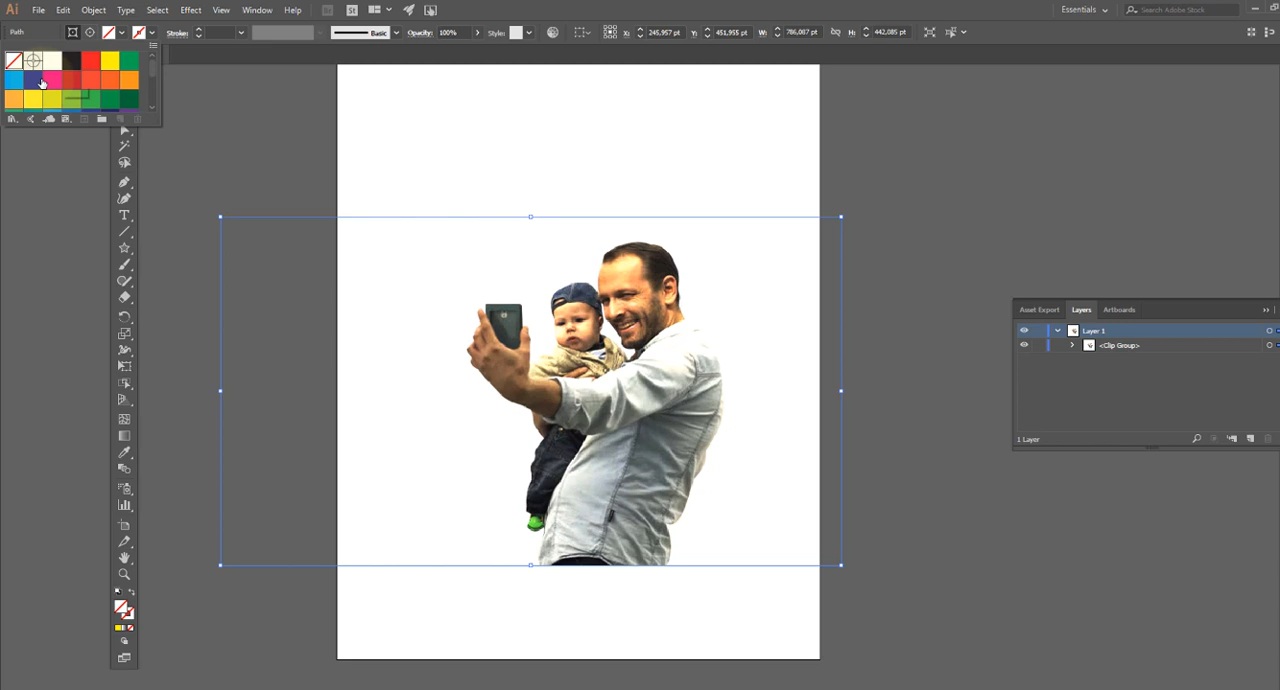 Ai File Edit Object Type Select Effect View Window Help Br St Essentials Search Adobe Stock
Path Stroke: Basic Opacity: 100% Style: X: 245,957 pt Y: 451,955 pt W: 786,087 pt H: 442,085 pt
Asset Export Layers Artboards
Layer 1
<Clip Group>
1 Layer